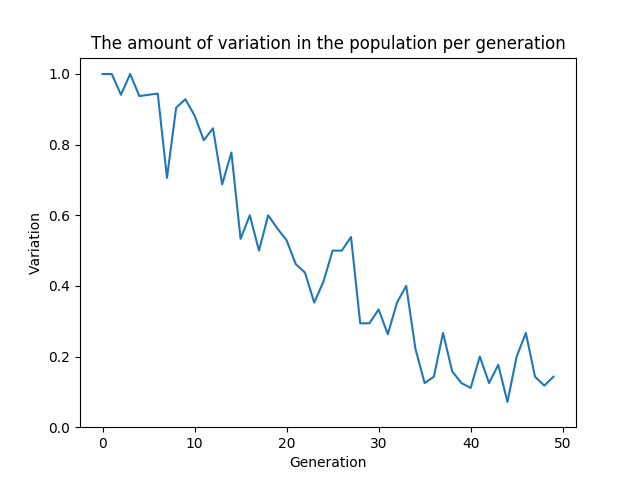 The amount of variation in the population per generation
1.0
0.8
0.6
0.4
0.2
0.0
Variation
0 10 20 30 40 50
Generation